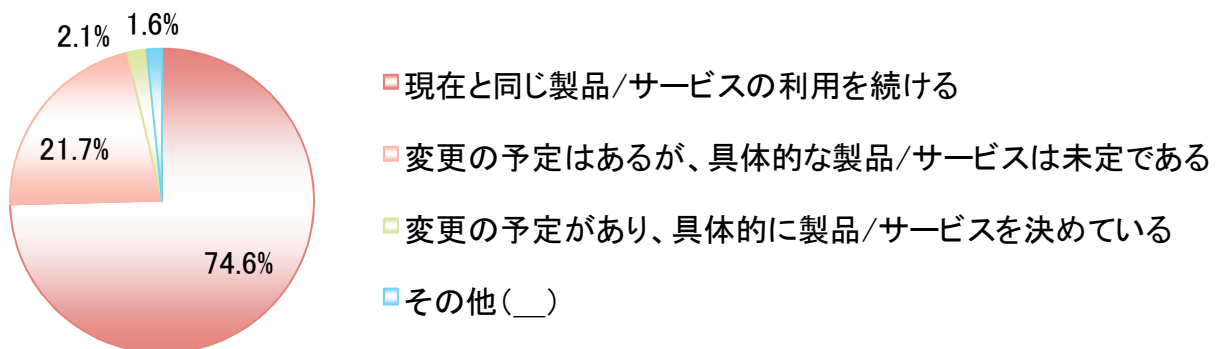 2.1%
1.6%
21.7%
74.6%
現在と同じ製品/サービスの利用を続ける
変更の予定はあるが、具体的な製品/サービスは未定である
変更の予定があり、具体的に製品/サービスを決めている
その他(__)